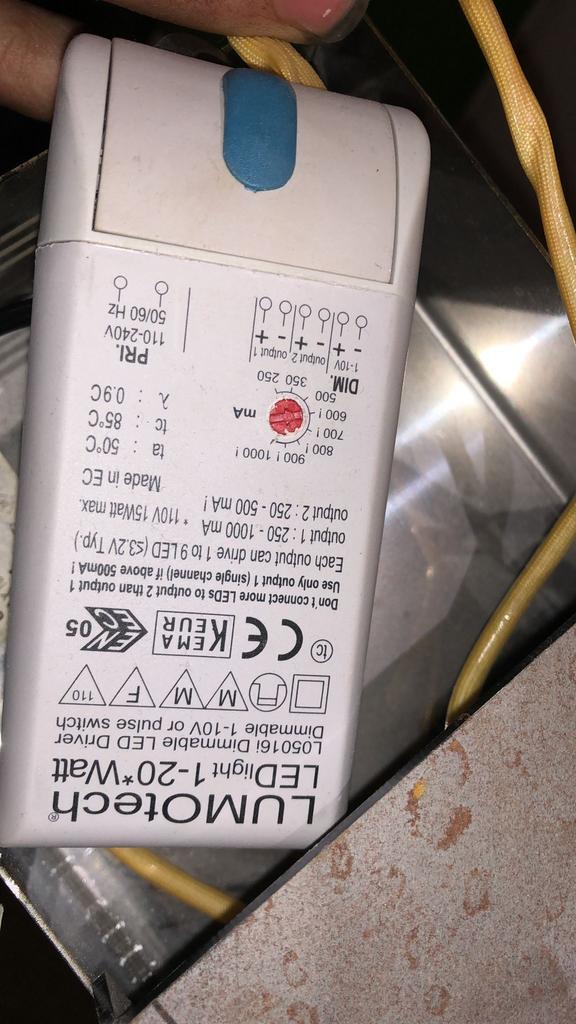 LUMOtech®
LEDlight 1-20*Watt
L05016i Dimmable LED Driver
Dimmable 1-10V or pulse switch
M M F 110
tc CE KEMA KEUR ENEC 05
Don't connect more LEDs to output 2 than output 1
Use only output 1 (single channel) if above 500mA !
Each output can drive 1 to 9 LED (≤3.2V Typ.)
output 1 : 250 - 1000 mA * 110V 15Watt max.
output 2 : 250 - 500 mA !
Made in EC
ta : 50°C
tc : 85°C
λ : 0.9C
900 ! 1000 !
800 !
700 !
600 !
500
350 250
mA
DIM.
1-10V output 2 output 1
- + - + - +
PRI.
110-240V
50/60 Hz